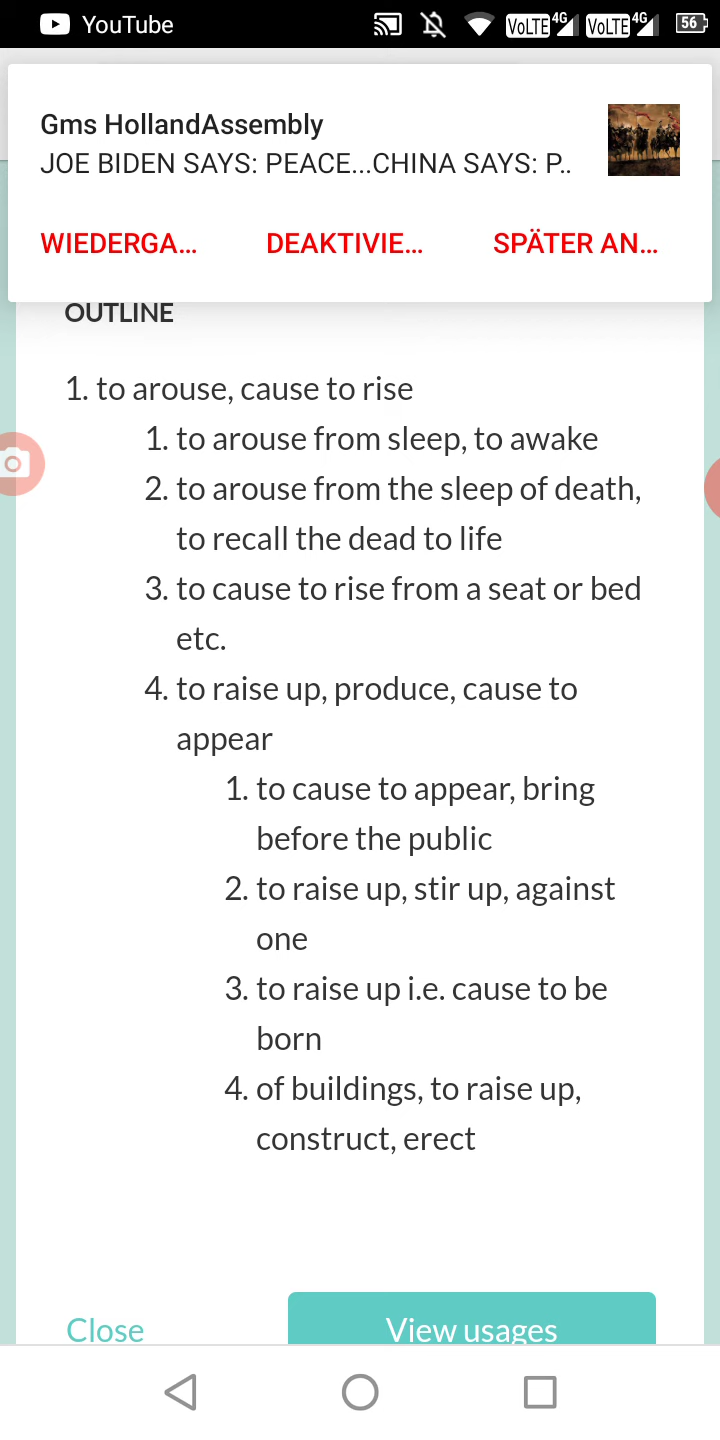 YouTube
VoLTE 4G VoLTE 4G 56
Gms HollandAssembly
JOE BIDEN SAYS: PEACE...CHINA SAYS: P..
WIEDERGA... DEAKTIVIE... SPÄTER AN...
OUTLINE
1. to arouse, cause to rise
1. to arouse from sleep, to awake
2. to arouse from the sleep of death,
to recall the dead to life
3. to cause to rise from a seat or bed
etc.
4. to raise up, produce, cause to
appear
1. to cause to appear, bring
before the public
2. to raise up, stir up, against
one
3. to raise up i.e. cause to be
born
4. of buildings, to raise up,
construct, erect
Close View usages